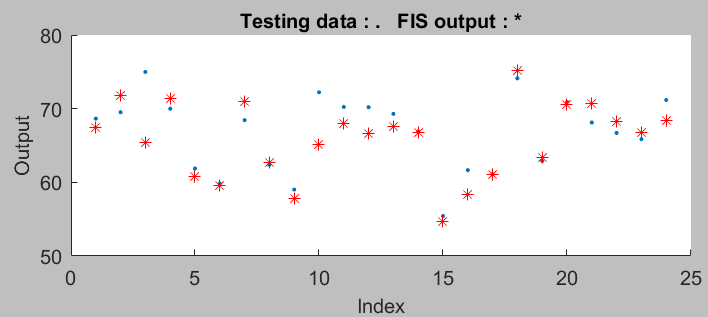 Testing data : .   FIS output : *
80
70
60
50
Output
0 5 10 15 20 25
Index